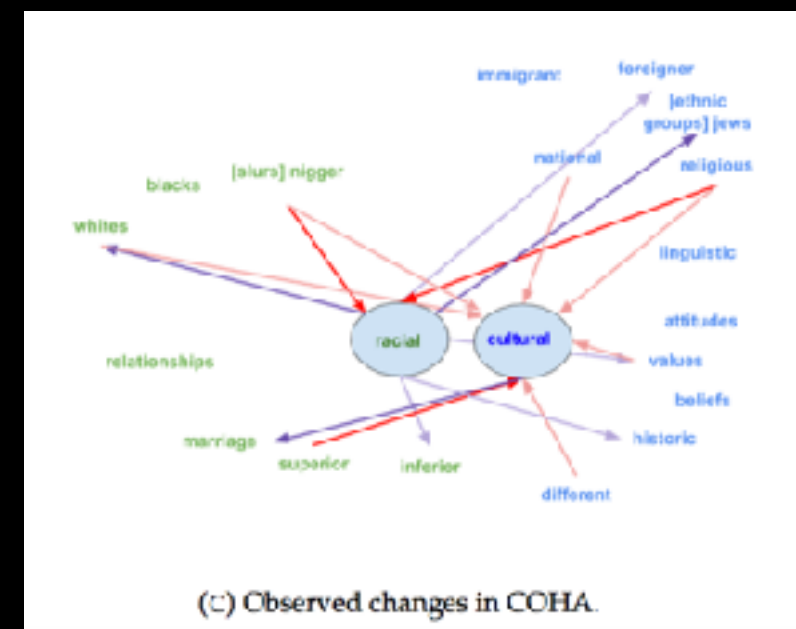 immigrant
foreigner
[ethnic
groups] jews
national
religious
[slurs] nigger
blacks
whites
linguistic
racial
cultural
attitudes
values
relationships
beliefs
marriage
historic
superior
inferior
different
(c) Observed changes in COHA.